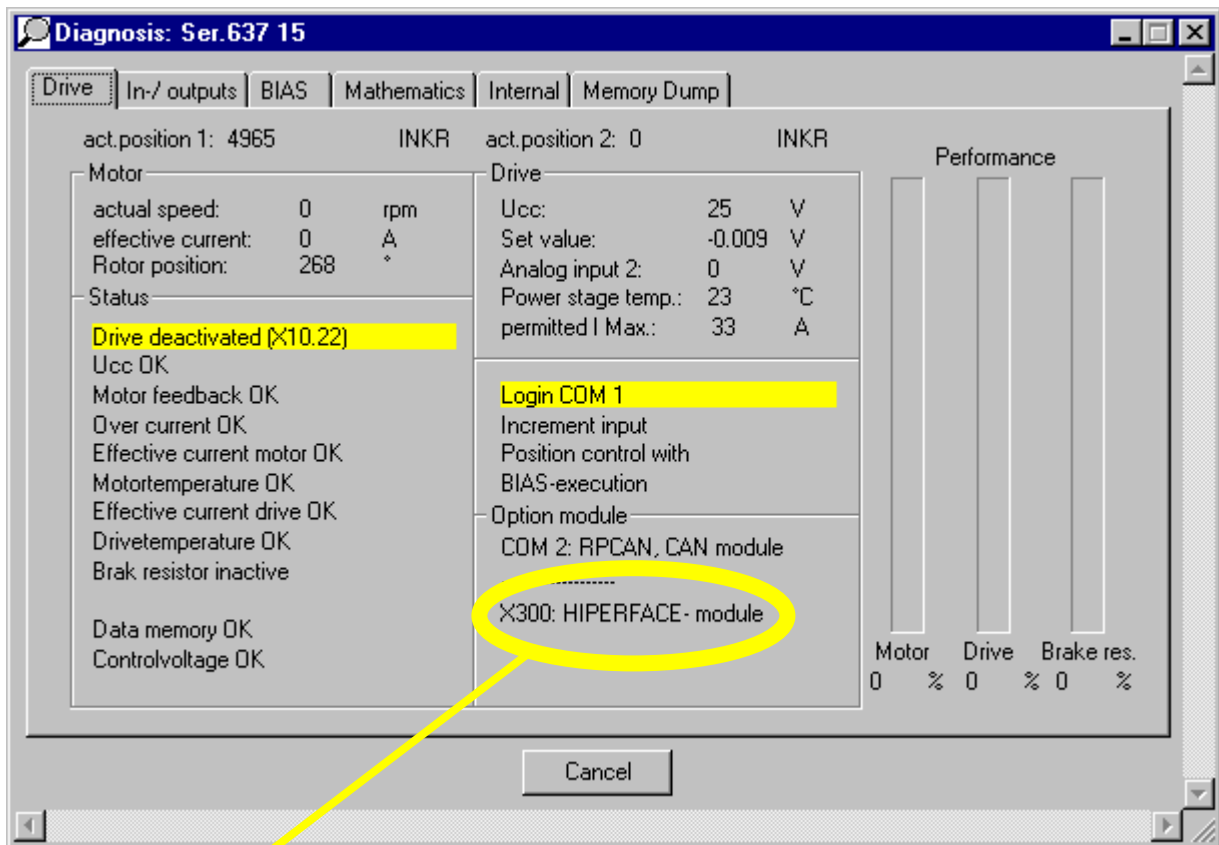 Diagnosis: Ser.637 15
Drive In-/ outputs BIAS Mathematics Internal Memory Dump
act.position 1: 4965 INKR act.position 2: 0 INKR
Motor
actual speed: 0 rpm
effective current: 0 A
Rotor position: 268 °
Status
Drive deactivated (X10.22)
Ucc OK
Motor feedback OK
Over current OK
Effective current motor OK
Motortemperature OK
Effective current drive OK
Drivetemperature OK
Brak resistor inactive
Data memory OK
Controlvoltage OK
Drive
Ucc: 25 V
Set value: -0.009 V
Analog input 2: 0 V
Power stage temp.: 23 °C
permitted I Max.: 33 A
Login COM 1
Increment input
Position control with
BIAS-execution
Option module
COM 2: RPCAN, CAN module
X300: HIPERFACE- module
Performance
Motor Drive Brake res.
0 % 0 % 0 %
Cancel